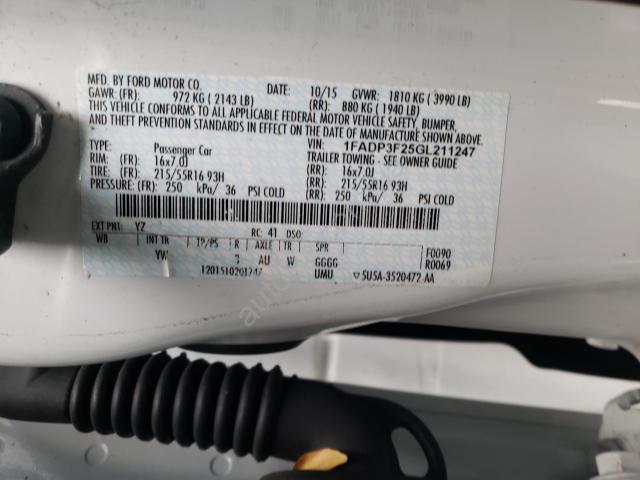 MFD. BY FORD MOTOR CO. DATE: 10/15 GVWR: 1810 KG ( 3990 LB)
GAWR: (FR): 972 KG ( 2143 LB) (RR): 880 KG ( 1940 LB)
THIS VEHICLE CONFORMS TO ALL APPLICABLE FEDERAL MOTOR VEHICLE SAFETY, BUMPER,
AND THEFT PREVENTION STANDARDS IN EFFECT ON THE DATE OF MANUFACTURE SHOWN ABOVE.
VIN: 1FADP3F25GL211247
TYPE: Passenger Car TRAILER TOWING - SEE OWNER GUIDE
RIM: (FR) 16x7.0J (RR) 16x7.0J
TIRE: (FR) 215/55R16 93H (RR) 215/55R16 93H
PRESSURE: (FR) 250 kPa/ 36 PSI COLD (RR) 250 kPa/ 36 PSI COLD
EXT PNT: YZ RC: 41 DSO:
WB INT TR TP/PS R AXLE TR SPR F0090
YW AU W GGGG R0069
UMU ▽5U5A-3520472 AA